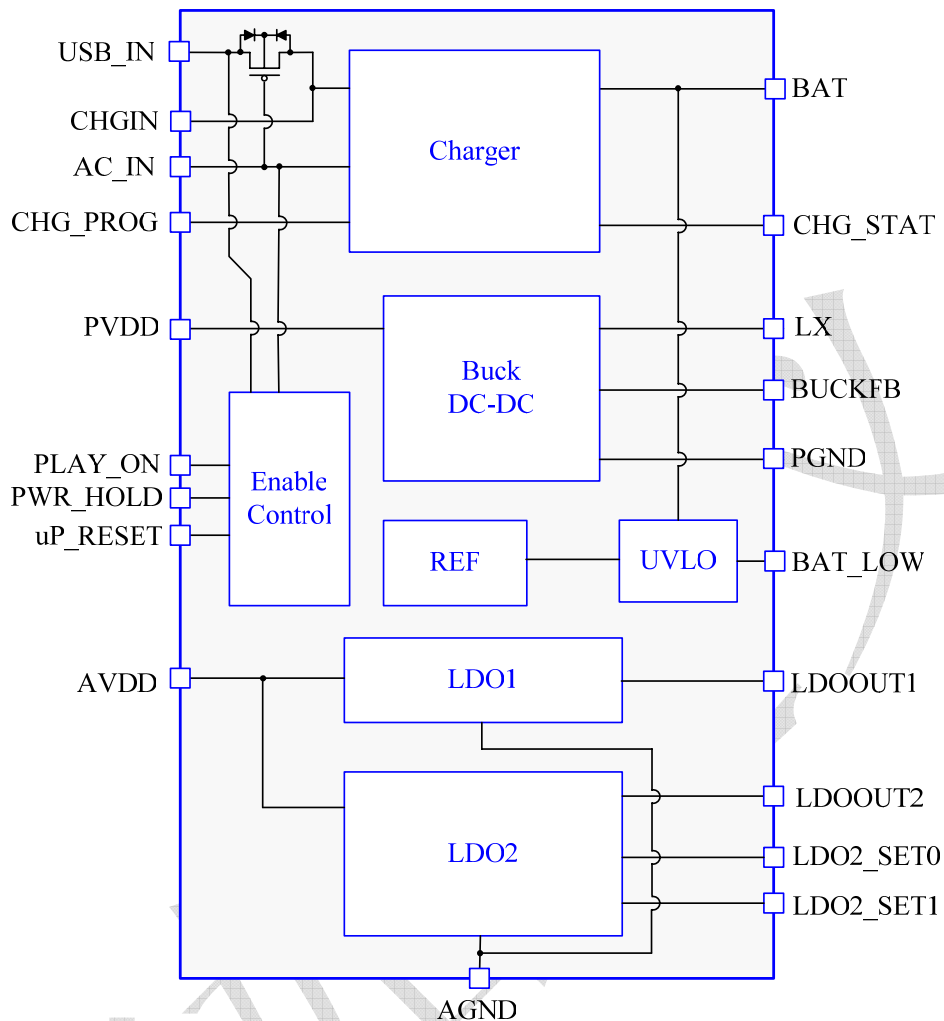 USB_IN
CHGIN
AC_IN
CHG_PROG
PVDD
PLAY_ON
PWR_HOLD
uP_RESET
AVDD
Charger
Buck
DC-DC
Enable
Control
REF
UVLO
LDO1
LDO2
BAT
CHG_STAT
LX
BUCKFB
PGND
BAT_LOW
LDOOUT1
LDOOUT2
LDO2_SET0
LDO2_SET1
AGND